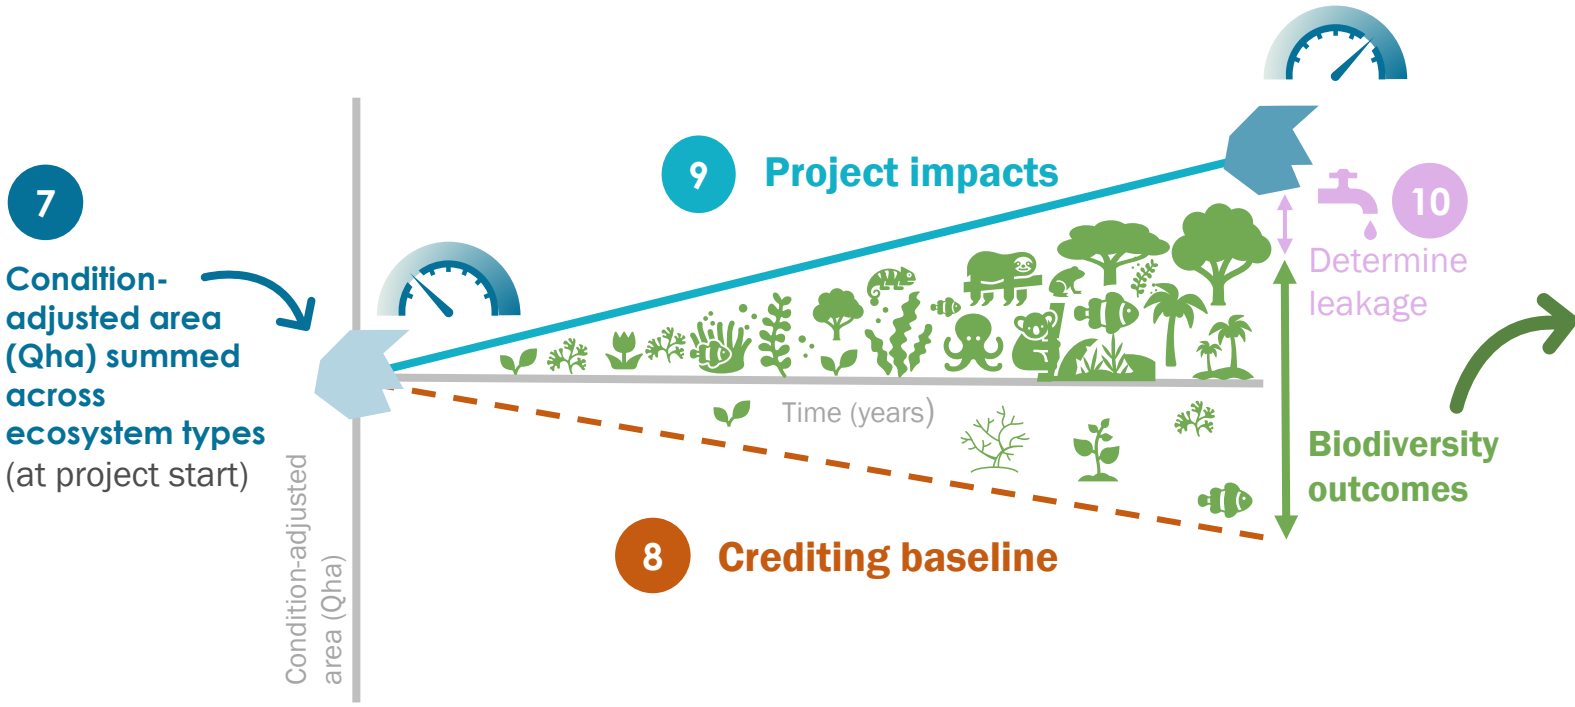 7
Condition-
adjusted area
(Qha) summed
across
ecosystem types
(at project start)
Condition-adjusted
area (Qha)
9
Project impacts
10
Determine
leakage
Time (years)
Biodiversity
outcomes
8
Crediting baseline